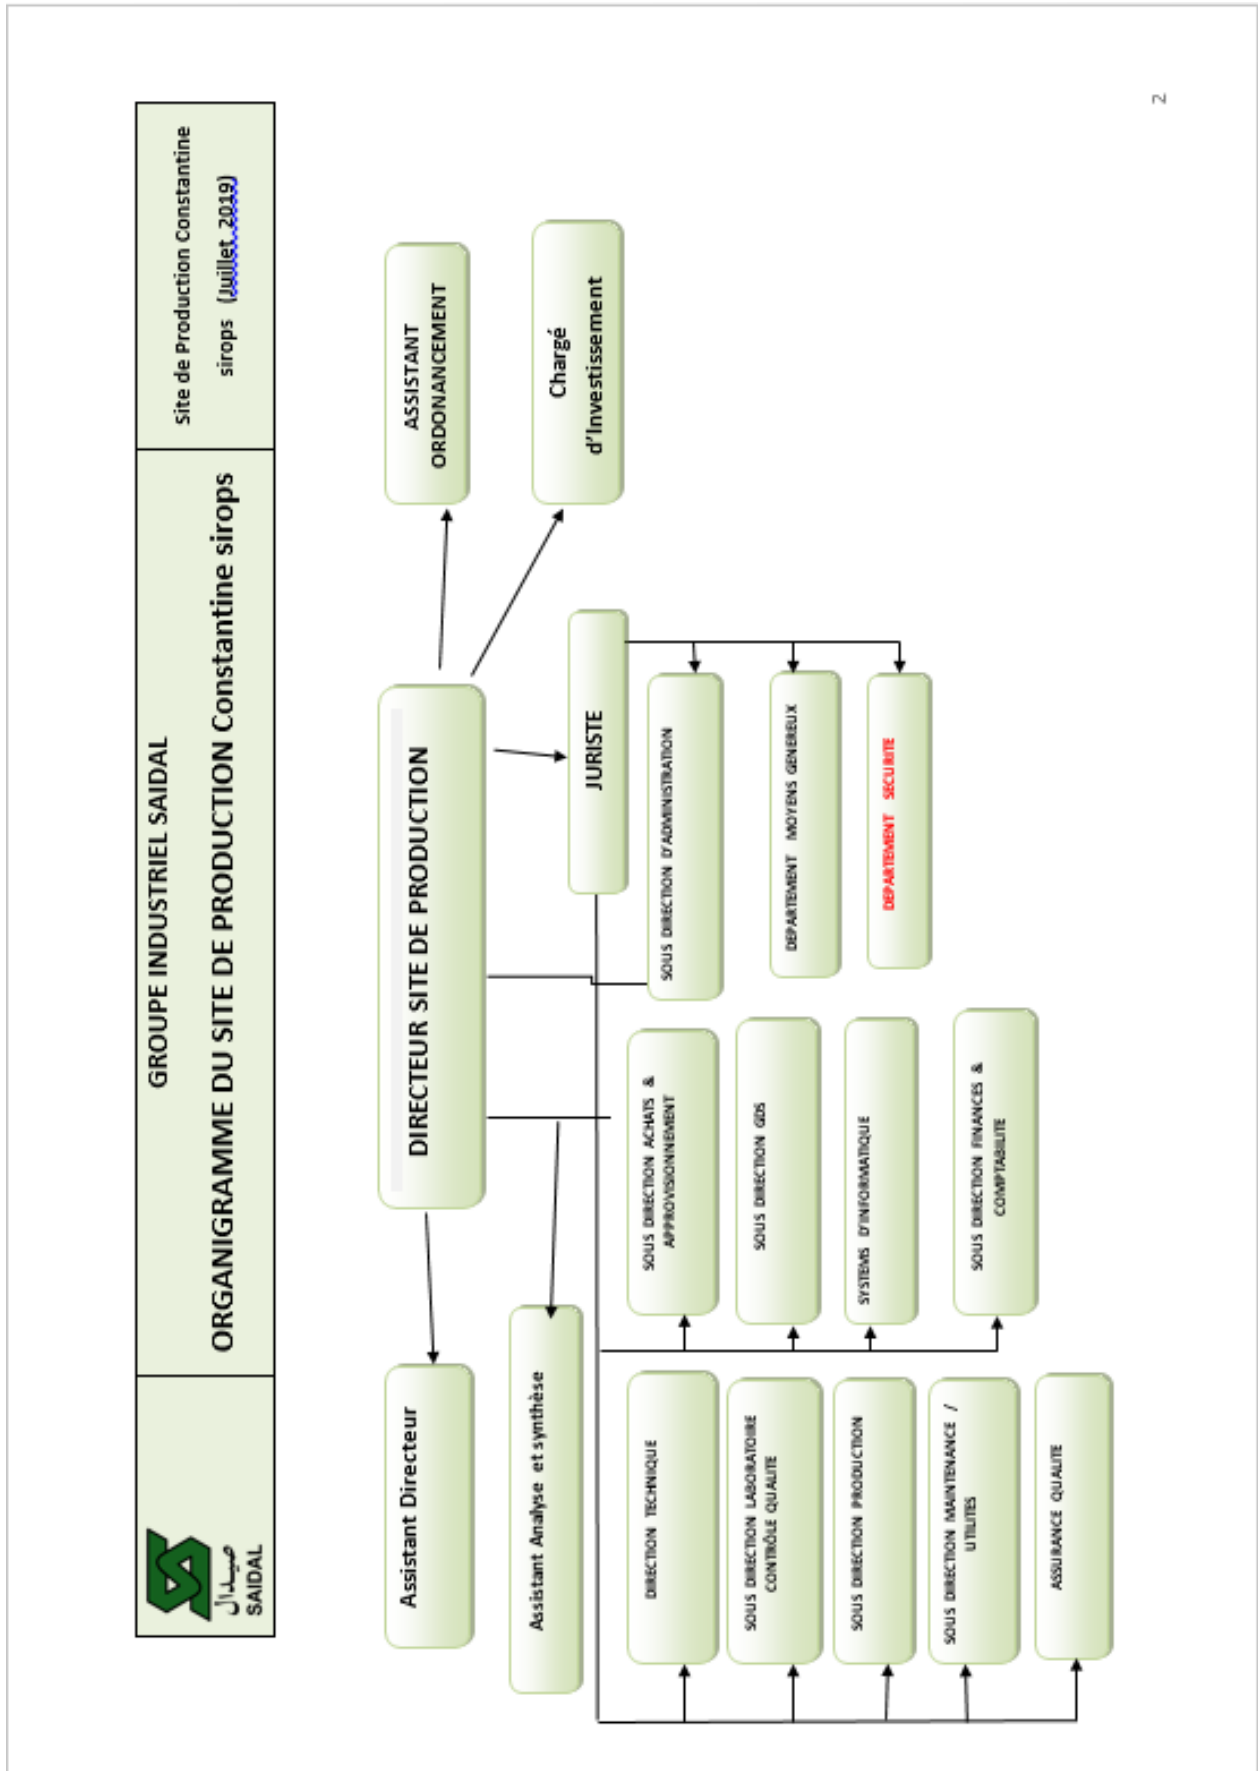 صيدال
SAIDAL
GROUPE INDUSTRIEL SAIDAL
ORGANIGRAMME DU SITE DE PRODUCTION Constantine sirops
Site de Production Constantine
sirops (Juillet 2019)
Assistant Directeur
DIRECTEUR SITE DE PRODUCTION
ASSISTANT
ORDONANCEMENT
Assistant Analyse et synthèse
Chargé
d'Investissement
JURISTE
DIRECTION TECHNIQUE
SOUS DIRECTION LABORATOIRE
CONTRÔLE QUALITE
SOUS DIRECTION PRODUCTION
SOUS DIRECTION MAINTENANCE /
UTILITES
ASSURANCE QUALITE
SOUS DIRECTION ACHATS &
APPROVISIONNEMENT
SOUS DIRECTION GDS
SYSTEMS D'INFORMATIQUE
SOUS DIRECTION FINANCES &
COMPTABILITE
SOUS DIRECTION D'ADMINISTRATION
DEPARTEMENT MOYENS GENEREUX
DEPARTEMENT SECURITE
2